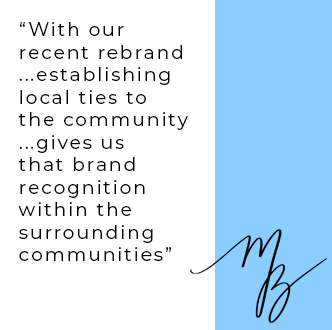 “With our
recent rebrand
...establishing
local ties to
the community
...gives us
that brand
recognition
within the
surrounding
communities”
MB